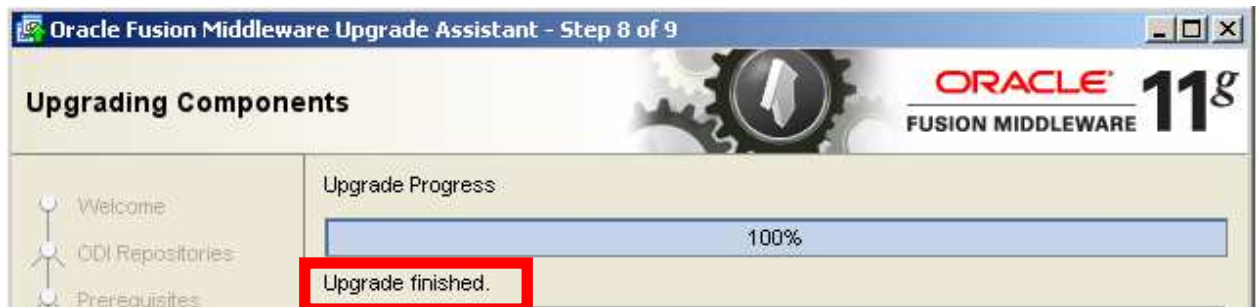 Oracle Fusion Middleware Upgrade Assistant - Step 8 of 9
Upgrading Components
ORACLE 11g
FUSION MIDDLEWARE
Welcome
ODI Repositories
Prerequisites
Upgrade Progress
100%
Upgrade finished.